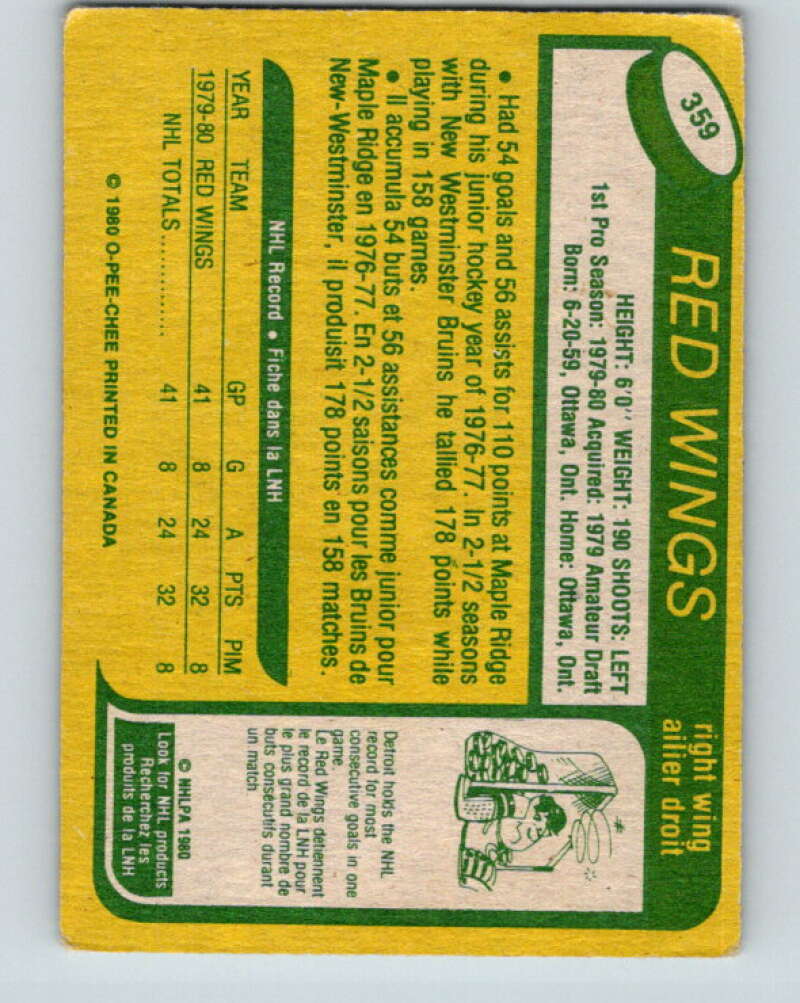 359
RED WINGS
right wing
ailier droit
HEIGHT: 6'0" WEIGHT: 190 SHOOTS: LEFT
1st Pro Season: 1979-80 Acquired: 1979 Amateur Draft
Born: 6-20-59, Ottawa, Ont. Home: Ottawa, Ont.
• Had 54 goals and 56 assists for 110 points at Maple Ridge
during his junior hockey year of 1976-77. In 2-1/2 seasons
with New Westminster Bruins he tallied 178 points while
playing in 158 games.
• Il accumula 54 buts et 56 assistances comme junior pour
Maple Ridge en 1976-77. En 2-1/2 saisons pour les Bruins de
New-Westminster, il produisit 178 points en 158 matches.
NHL Record • Fiche dans la LNH
YEAR TEAM GP G A PTS PIM
1979-80 RED WINGS 41 8 24 32 8
NHL TOTALS ............. 41 8 24 32 8
© 1980 O-PEE-CHEE PRINTED IN CANADA
Detroit holds the NHL
record for most
consecutive goals in one
game.
Le Red Wings détiennent
le record de la LNH pour
le plus grand nombre de
buts consécutifs durant
un match
© NHLPA 1980
Look for NHL products
Recherchez les
produits de la LNH